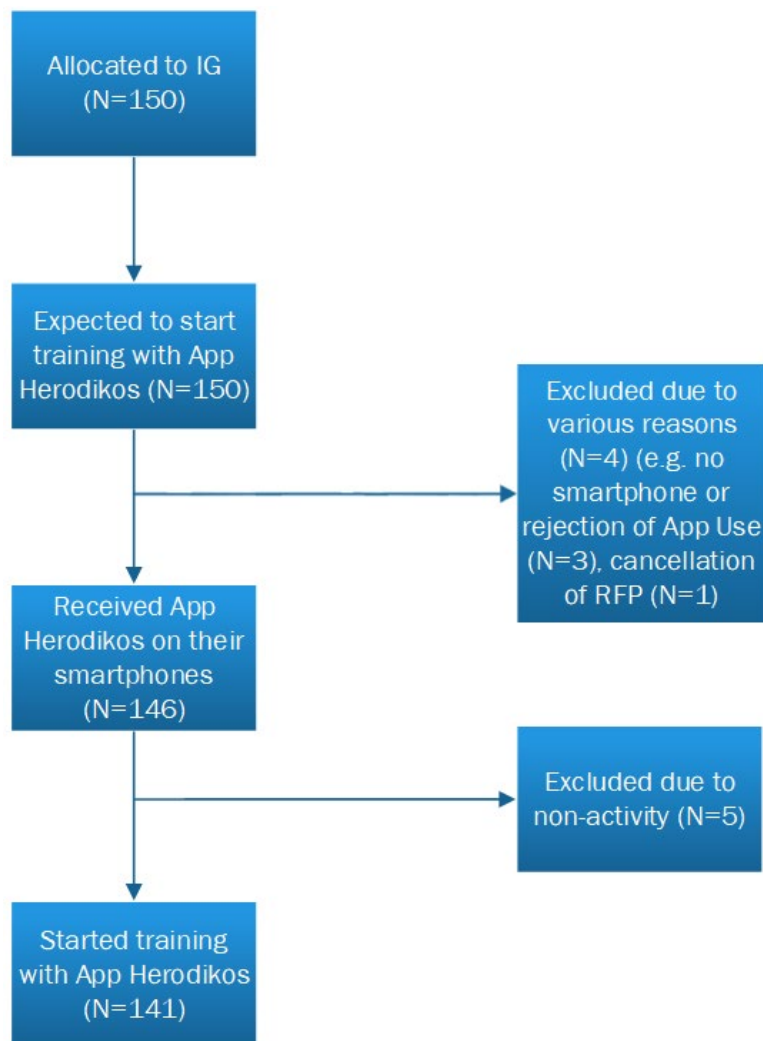 Allocated to IG
(N=150)
Expected to start
training with App
Herodikos (N=150)
Excluded due to
various reasons
(N=4) (e.g. no
smartphone or
rejection of App Use
(N=3), cancellation
of RFP (N=1)
Received App
Herodikos on their
smartphones
(N=146)
Excluded due to
non-activity (N=5)
Started training
with App Herodikos
(N=141)